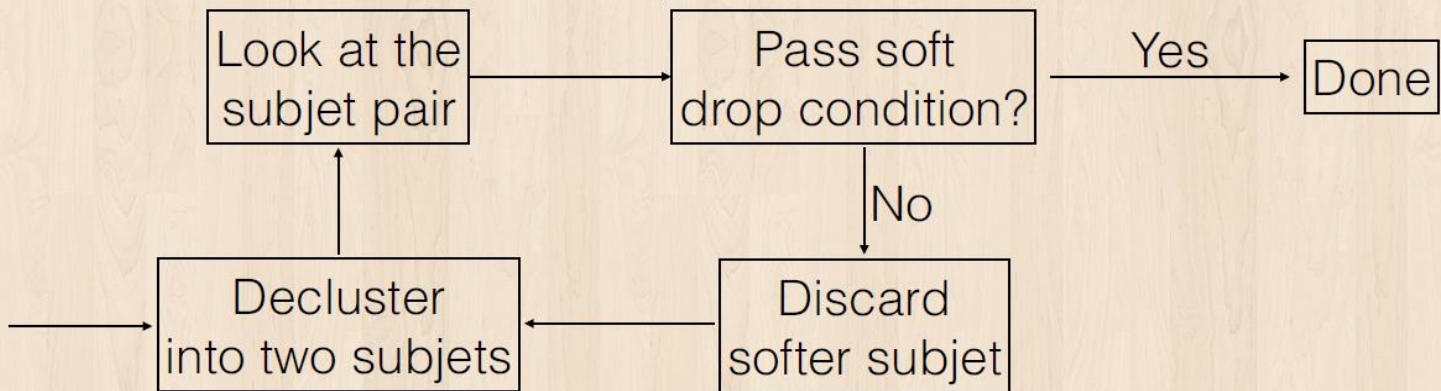 Look at the
subjet pair
Pass soft
drop condition?
Yes
Done
No
Decluster
into two subjets
Discard
softer subjet